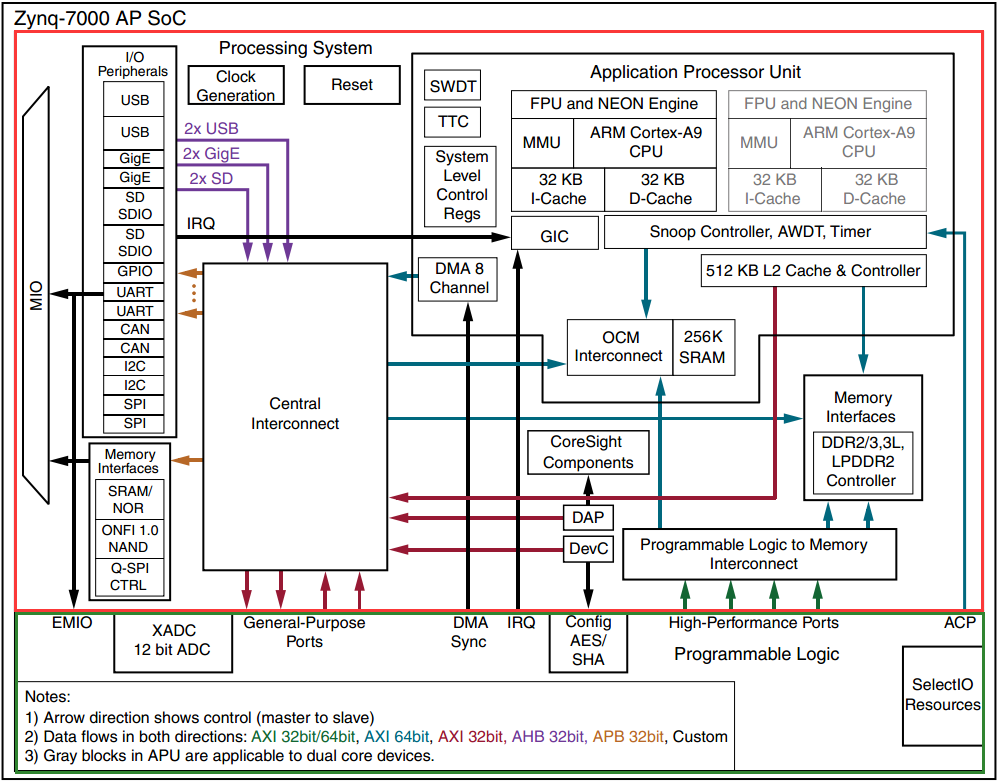 Zynq-7000 AP SoC
Processing System
I/O
Peripherals
USB
USB
GigE
GigE
SD
SDIO
SD
SDIO
GPIO
UART
UART
CAN
CAN
I2C
I2C
SPI
SPI
MIO
Memory
Interfaces
SRAM/
NOR
ONFI 1.0
NAND
Q-SPI
CTRL
Clock
Generation
Reset
2x USB
2x GigE
2x SD
IRQ
Central
Interconnect
Application Processor Unit
SWDT
TTC
System
Level
Control
Regs
FPU and NEON Engine
MMU
ARM Cortex-A9
CPU
32 KB
I-Cache
32 KB
D-Cache
FPU and NEON Engine
MMU
ARM Cortex-A9
CPU
32 KB
I-Cache
32 KB
D-Cache
GIC
Snoop Controller, AWDT, Timer
DMA 8
Channel
512 KB L2 Cache & Controller
OCM
Interconnect
256K
SRAM
Memory
Interfaces
DDR2/3,3L,
LPDDR2
Controller
CoreSight
Components
DAP
DevC
Programmable Logic to Memory
Interconnect
EMIO
XADC
12 bit ADC
General-Purpose
Ports
DMA
Sync
IRQ
Config
AES/
SHA
High-Performance Ports
ACP
Programmable Logic
SelectIO
Resources
Notes:
1) Arrow direction shows control (master to slave)
2) Data flows in both directions: AXI 32bit/64bit, AXI 64bit, AXI 32bit, AHB 32bit, APB 32bit, Custom
3) Gray blocks in APU are applicable to dual core devices.